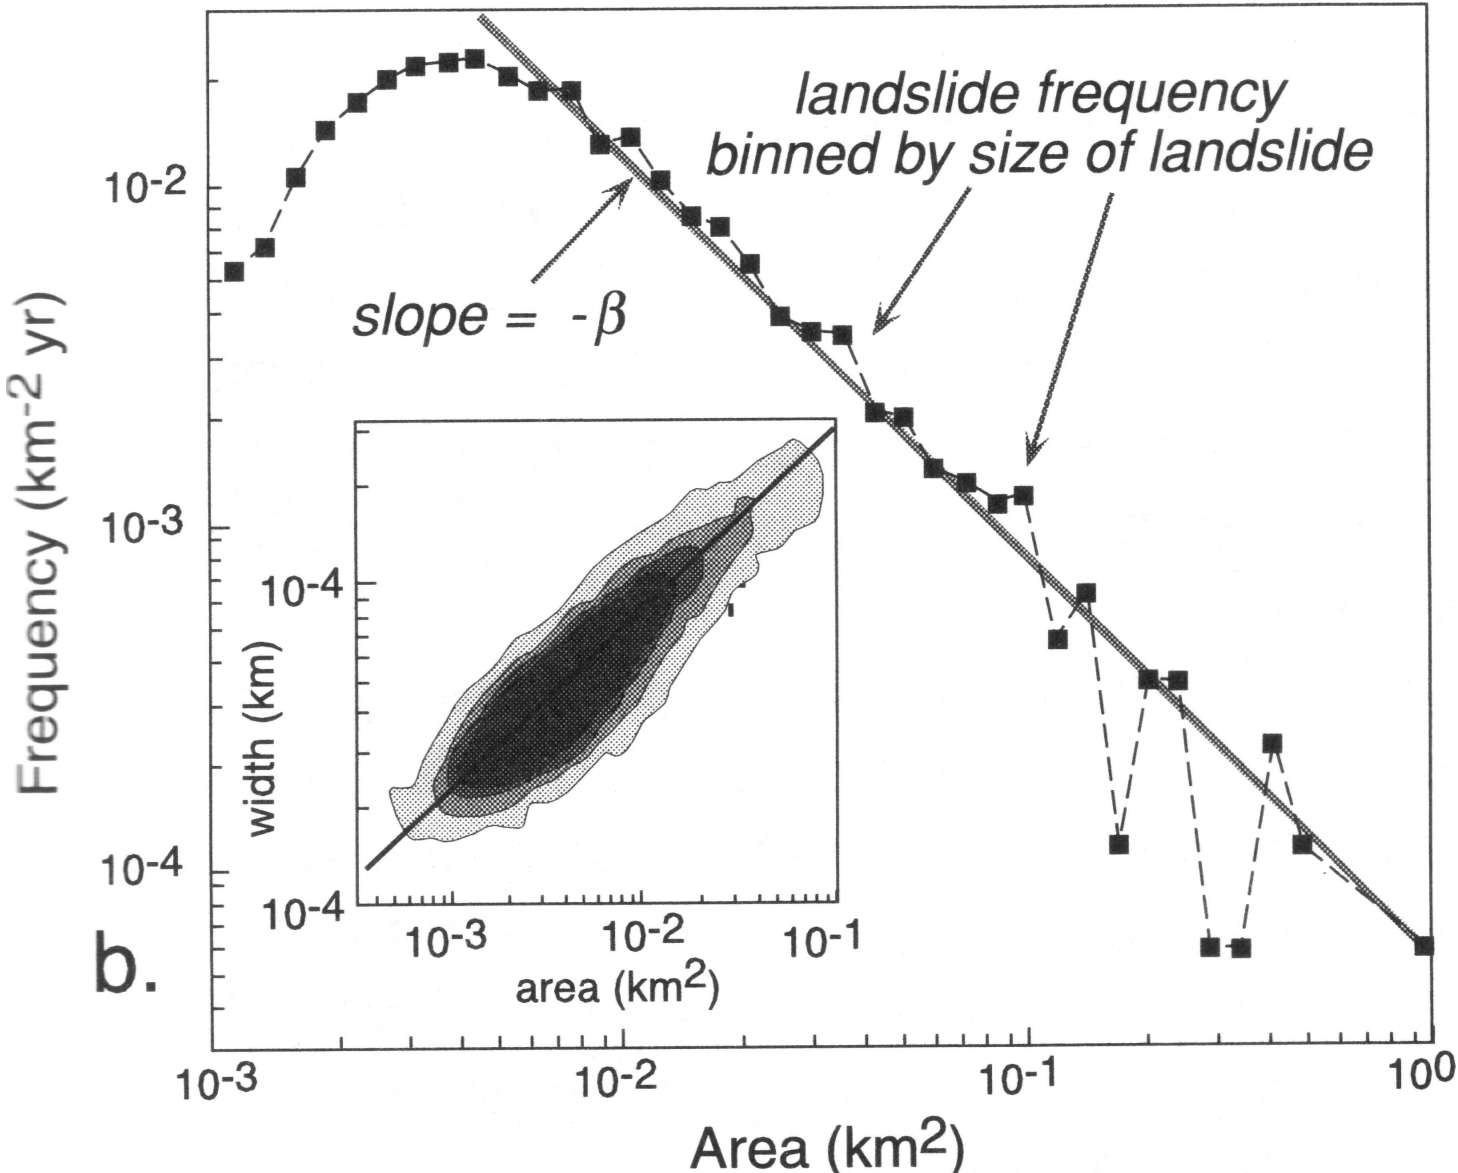 landslide frequency
binned by size of landslide
10-2
slope = -β
Frequency (km-2 yr)
10-3
10-4
width (km)
10-4
10-4
10-3 10-2 10-1
area (km2)
b.
10-3 10-2 10-1 100
Area (km2)